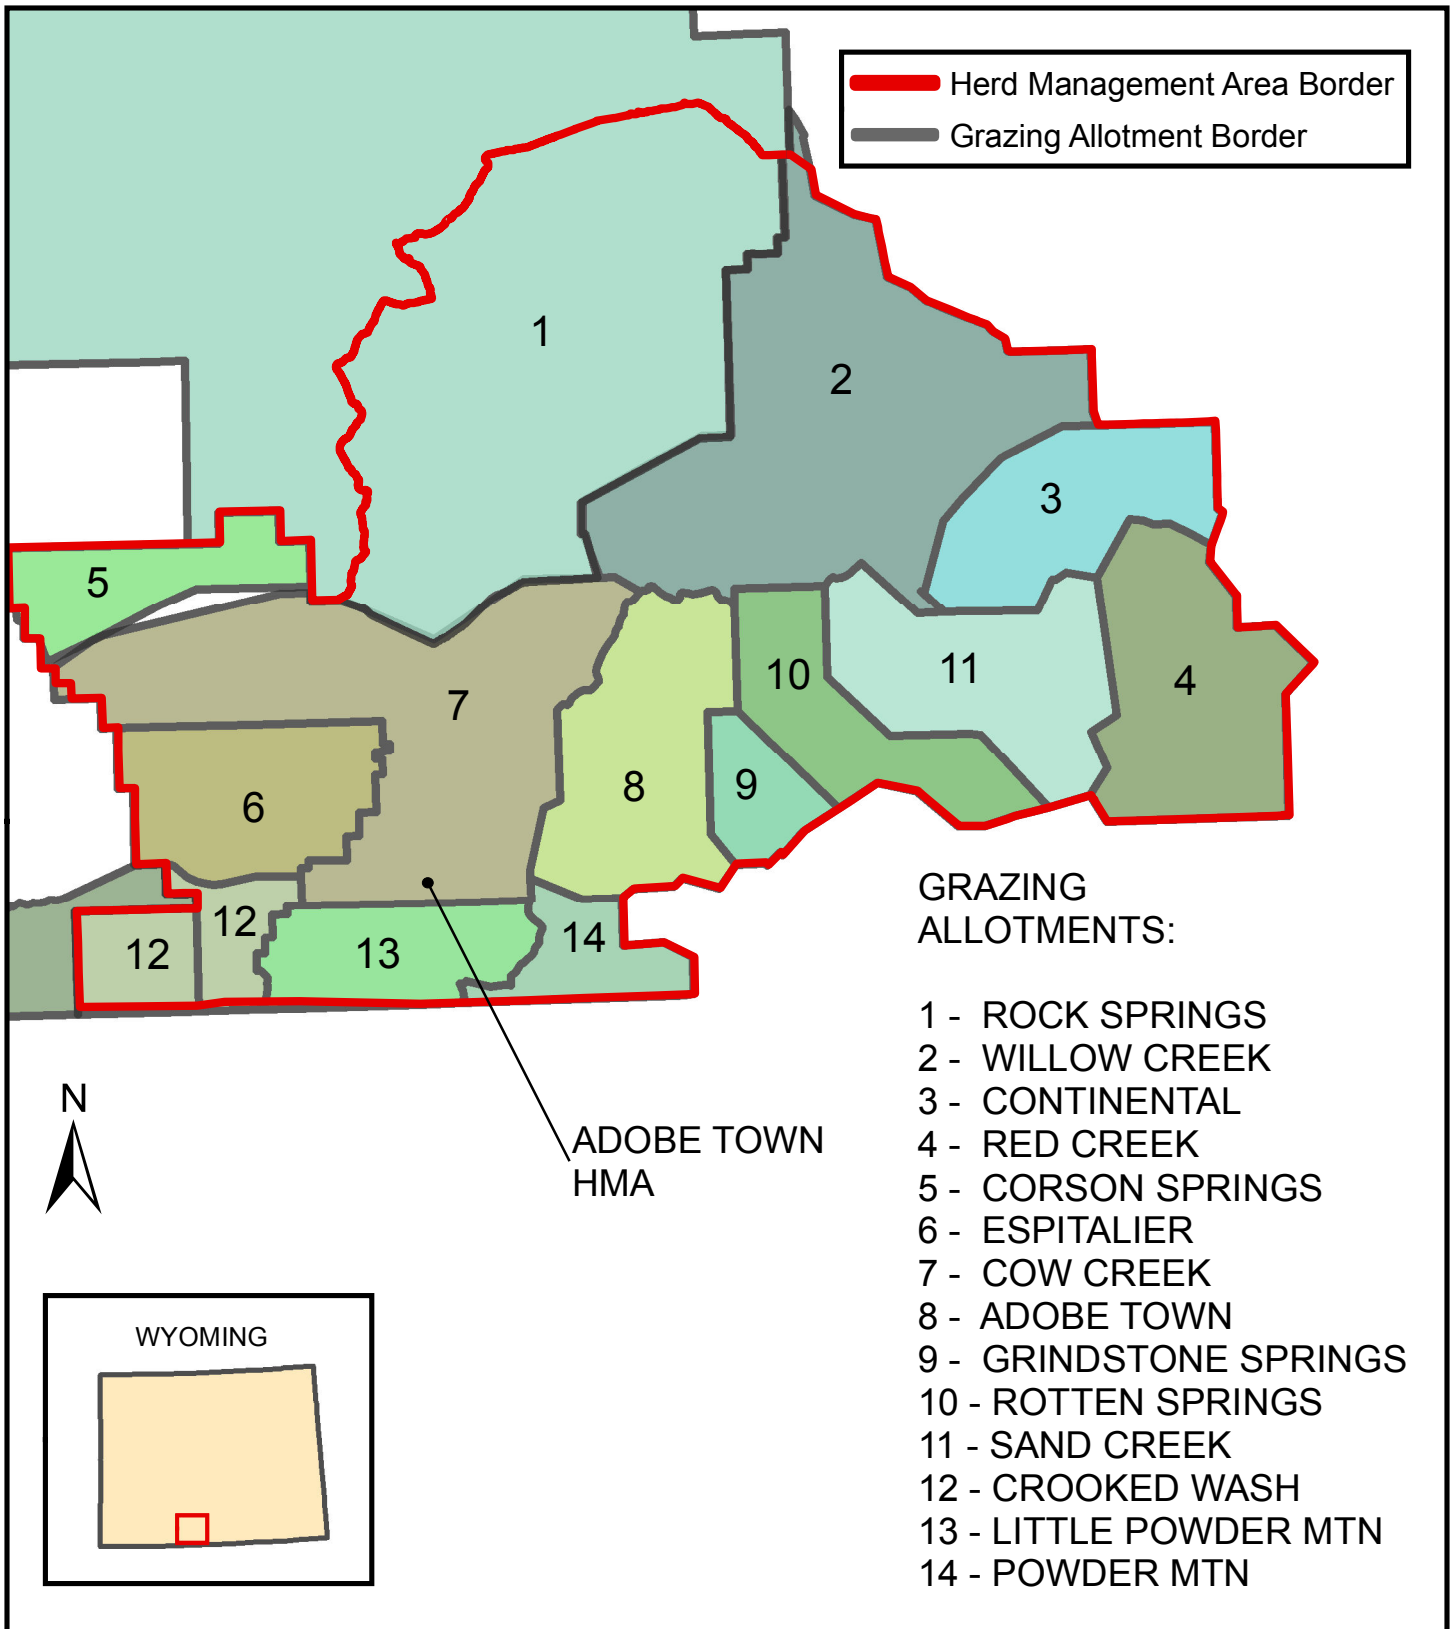 Herd Management Area Border
Grazing Allotment Border
1
2
3
5
10
11
4
7
6
8
9
12
12
13
14
GRAZING
ALLOTMENTS:
1 - ROCK SPRINGS
2 - WILLOW CREEK
3 - CONTINENTAL
4 - RED CREEK
5 - CORSON SPRINGS
6 - ESPITALIER
7 - COW CREEK
8 - ADOBE TOWN
9 - GRINDSTONE SPRINGS
10 - ROTTEN SPRINGS
11 - SAND CREEK
12 - CROOKED WASH
13 - LITTLE POWDER MTN
14 - POWDER MTN
N
ADOBE TOWN
HMA
WYOMING